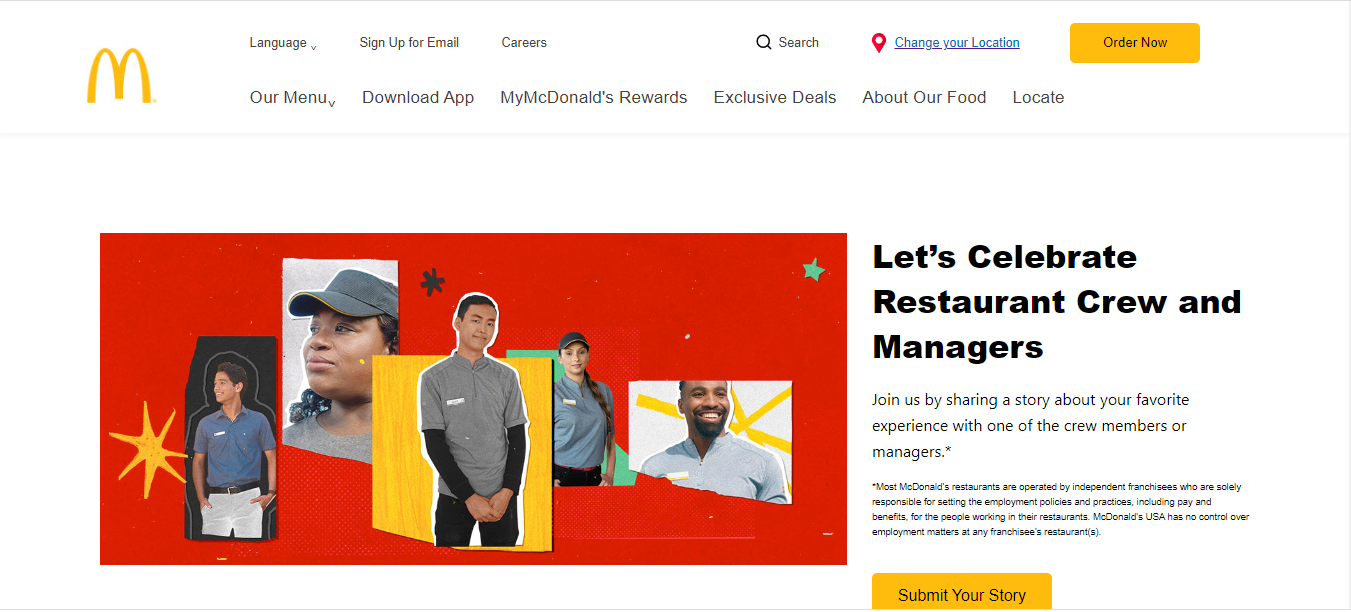 Language
Sign Up for Email
Careers
Search
Change your Location
Order Now
Our Menu
Download App
MyMcDonald's Rewards
Exclusive Deals
About Our Food
Locate
Let’s Celebrate
Restaurant Crew and
Managers
Join us by sharing a story about your favorite
experience with one of the crew members or
managers.*
*Most McDonald's restaurants are operated by independent franchisees who are solely
responsible for setting the employment policies and practices, including pay and
benefits, for the people working in their restaurants. McDonald's USA has no control over
employment matters at any franchisee's restaurant(s).
Submit Your Story